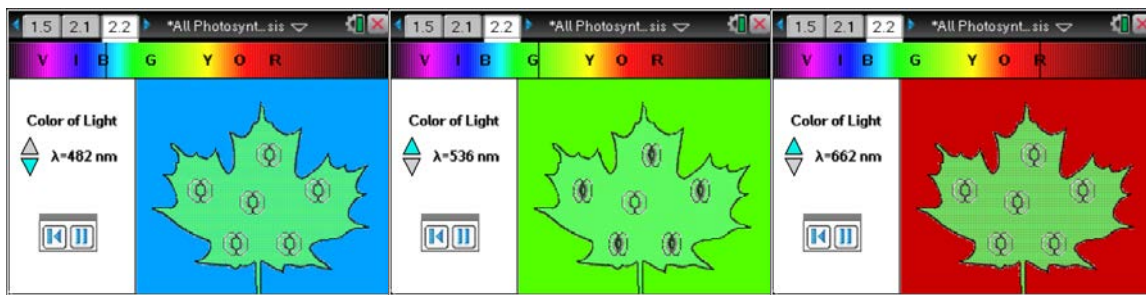 1.5 2.1 2.2 *All Photosynt…sis
V I B G Y O R
Color of Light
λ=482 nm
1.5 2.1 2.2 *All Photosynt…sis
V I B G Y O R
Color of Light
λ=536 nm
1.5 2.1 2.2 *All Photosynt…sis
V I B G Y O R
Color of Light
λ=662 nm